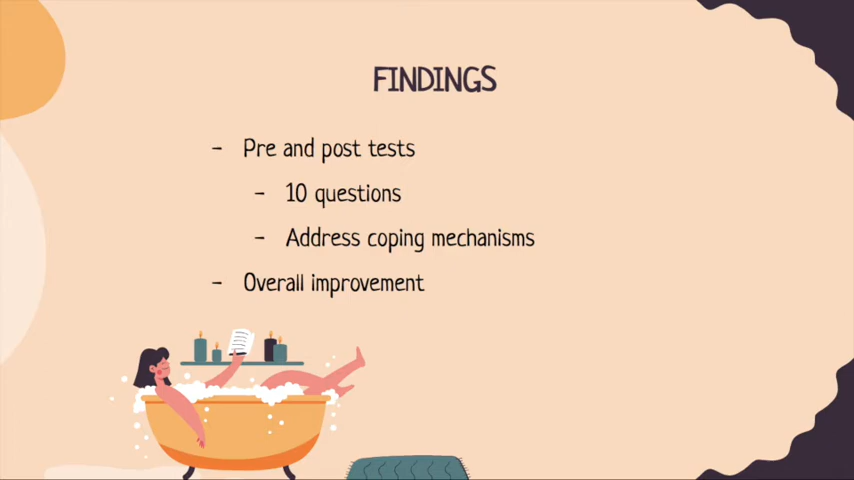 FINDINGS
- Pre and post tests
- 10 questions
- Address coping mechanisms
- Overall improvement